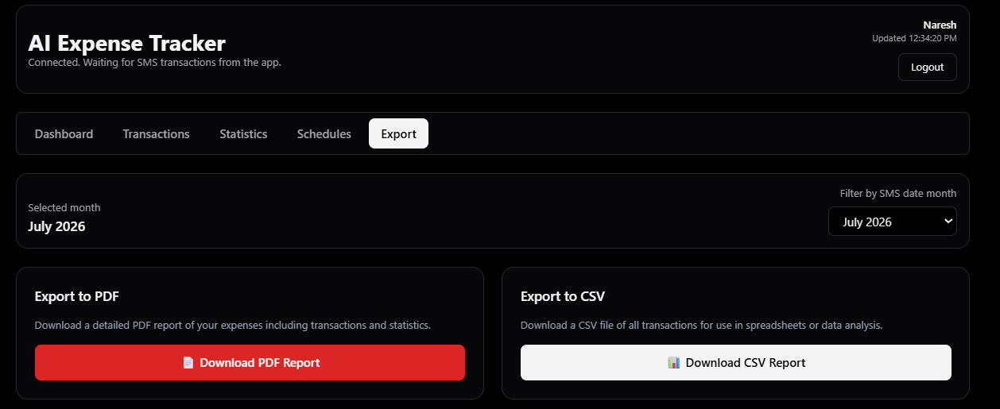 AI Expense Tracker
Connected. Waiting for SMS transactions from the app.
Naresh
Updated 12:34:20 PM
Logout
Dashboard Transactions Statistics Schedules Export
Selected month
July 2026
Filter by SMS date month
July 2026
Export to PDF
Download a detailed PDF report of your expenses including transactions and statistics.
Download PDF Report
Export to CSV
Download a CSV file of all transactions for use in spreadsheets or data analysis.
Download CSV Report